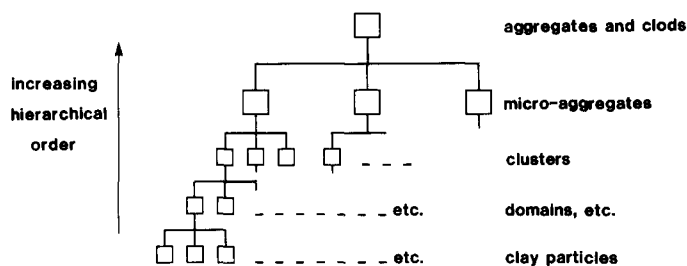 aggregates and clods
increasing
hierarchical
order
micro-aggregates
clusters
etc.
domains, etc.
etc.
clay particles